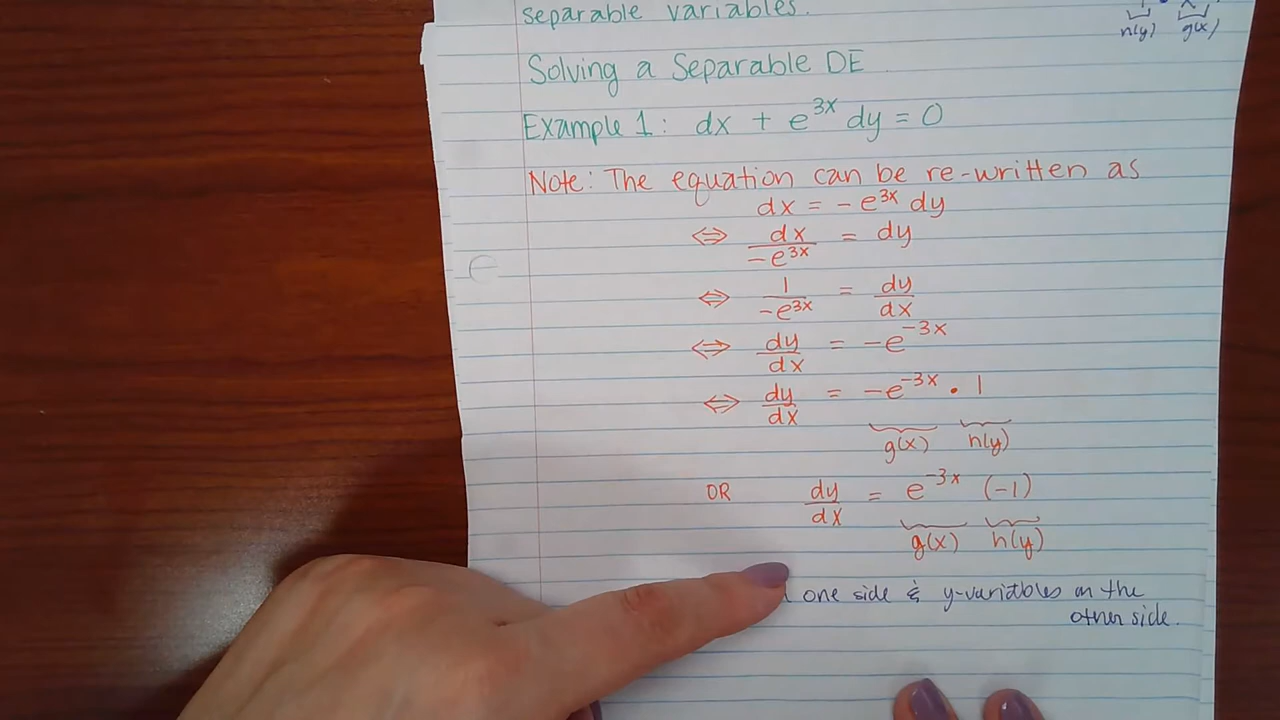 separable variables.
h(y) g(x)
Solving a Separable DE
Example 1: dx + e^{3x} dy = 0
Note: The equation can be re-written as
dx = -e^{3x} dy
⇔ dx/-e^{3x} = dy
⇔ 1/-e^{3x} = dy/dx
⇔ dy/dx = -e^{-3x}
⇔ dy/dx = -e^{-3x} • 1
g(x) h(y)
OR dy/dx = e^{-3x} (-1)
g(x) h(y)
one side & y-variables on the
other side.